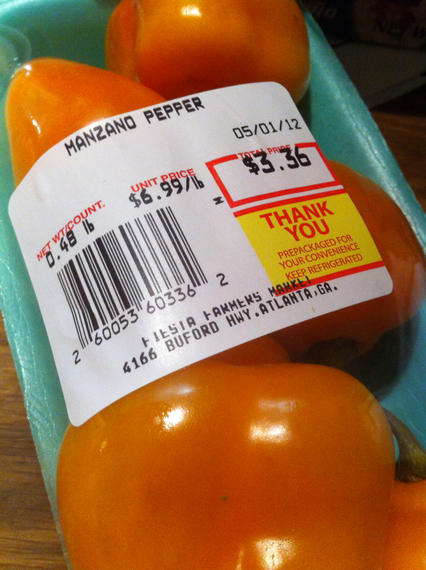 MANZANO PEPPER
05/01/12
NET WT/COUNT.
UNIT PRICE
TOTAL PRICE
0.48 lb
$6.99/lb
$3.36
THANK
YOU
PREPACKAGED FOR
YOUR CONVENIENCE
KEEP REFRIGERATED
2 60053 60336 2
FIESTA FARMERS MARKET
4166 BUFORD HWY.ATLANTA,GA.